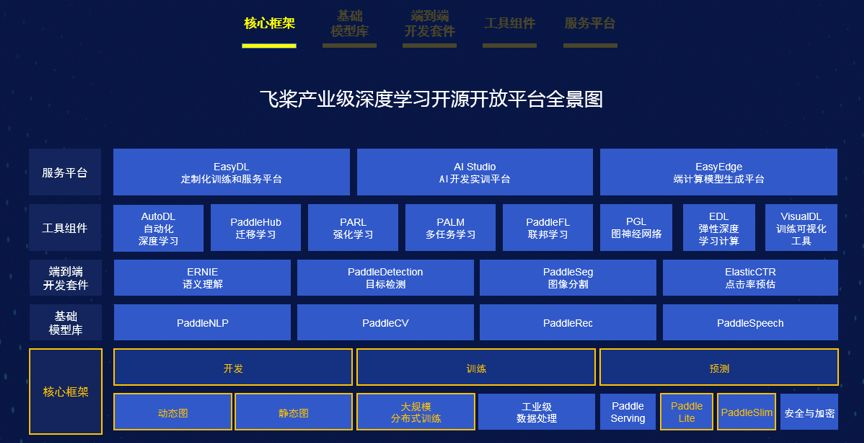 核心框架
基础
模型库
端到端
开发套件
工具组件
服务平台
飞桨产业级深度学习开源开放平台全景图
服务平台
EasyDL
定制化训练和服务平台
AI Studio
AI开发实训平台
EasyEdge
端计算模型生成平台
工具组件
AutoDL
自动化
深度学习
PaddleHub
迁移学习
PARL
强化学习
PALM
多任务学习
PaddleFL
联邦学习
PGL
图神经网络
EDL
弹性深度
学习计算
VisualDL
训练可视化
工具
端到端
开发套件
ERNIE
语义理解
PaddleDetection
目标检测
PaddleSeg
图像分割
ElasticCTR
点击率预估
基础
模型库
PaddleNLP
PaddleCV
PaddleRec
PaddleSpeech
核心框架
开发
训练
预测
动态图
静态图
大规模
分布式训练
工业级
数据处理
Paddle
Serving
Paddle
Lite
PaddleSlim
安全与加密